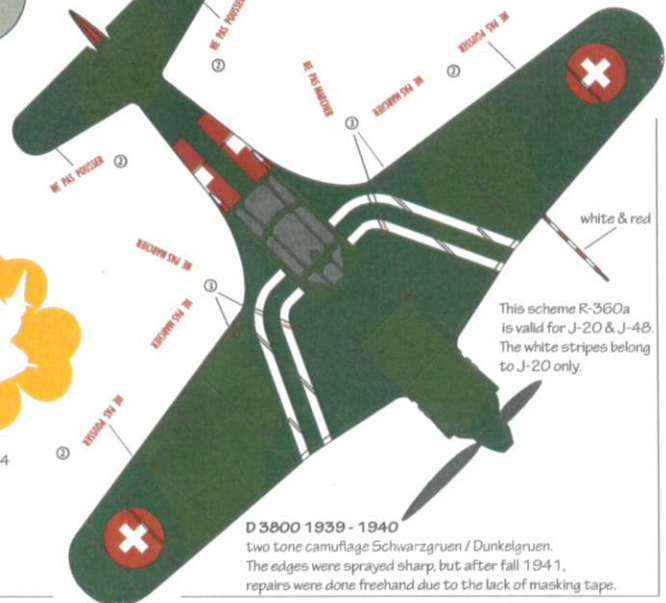 NE PAS POUSSER
2
NE PAS MARCHER
3
NE PAS MARCHER
2
NE PAS POUSSER
NE PAS POUSSER
2
white & red
NE PAS MARCHER
3
NE PAS MARCHER
This scheme R-360a
is valid for J-20 & J-48.
The white stripes belong
to J-20 only.
NE PAS POUSSER
2
4
D 3800 1939 - 1940
two tone camuflage Schwarzgruen / Dunkelgruen.
The edges were sprayed sharp, but after fall 1941,
repairs were done freehand due to the lack of masking tape.